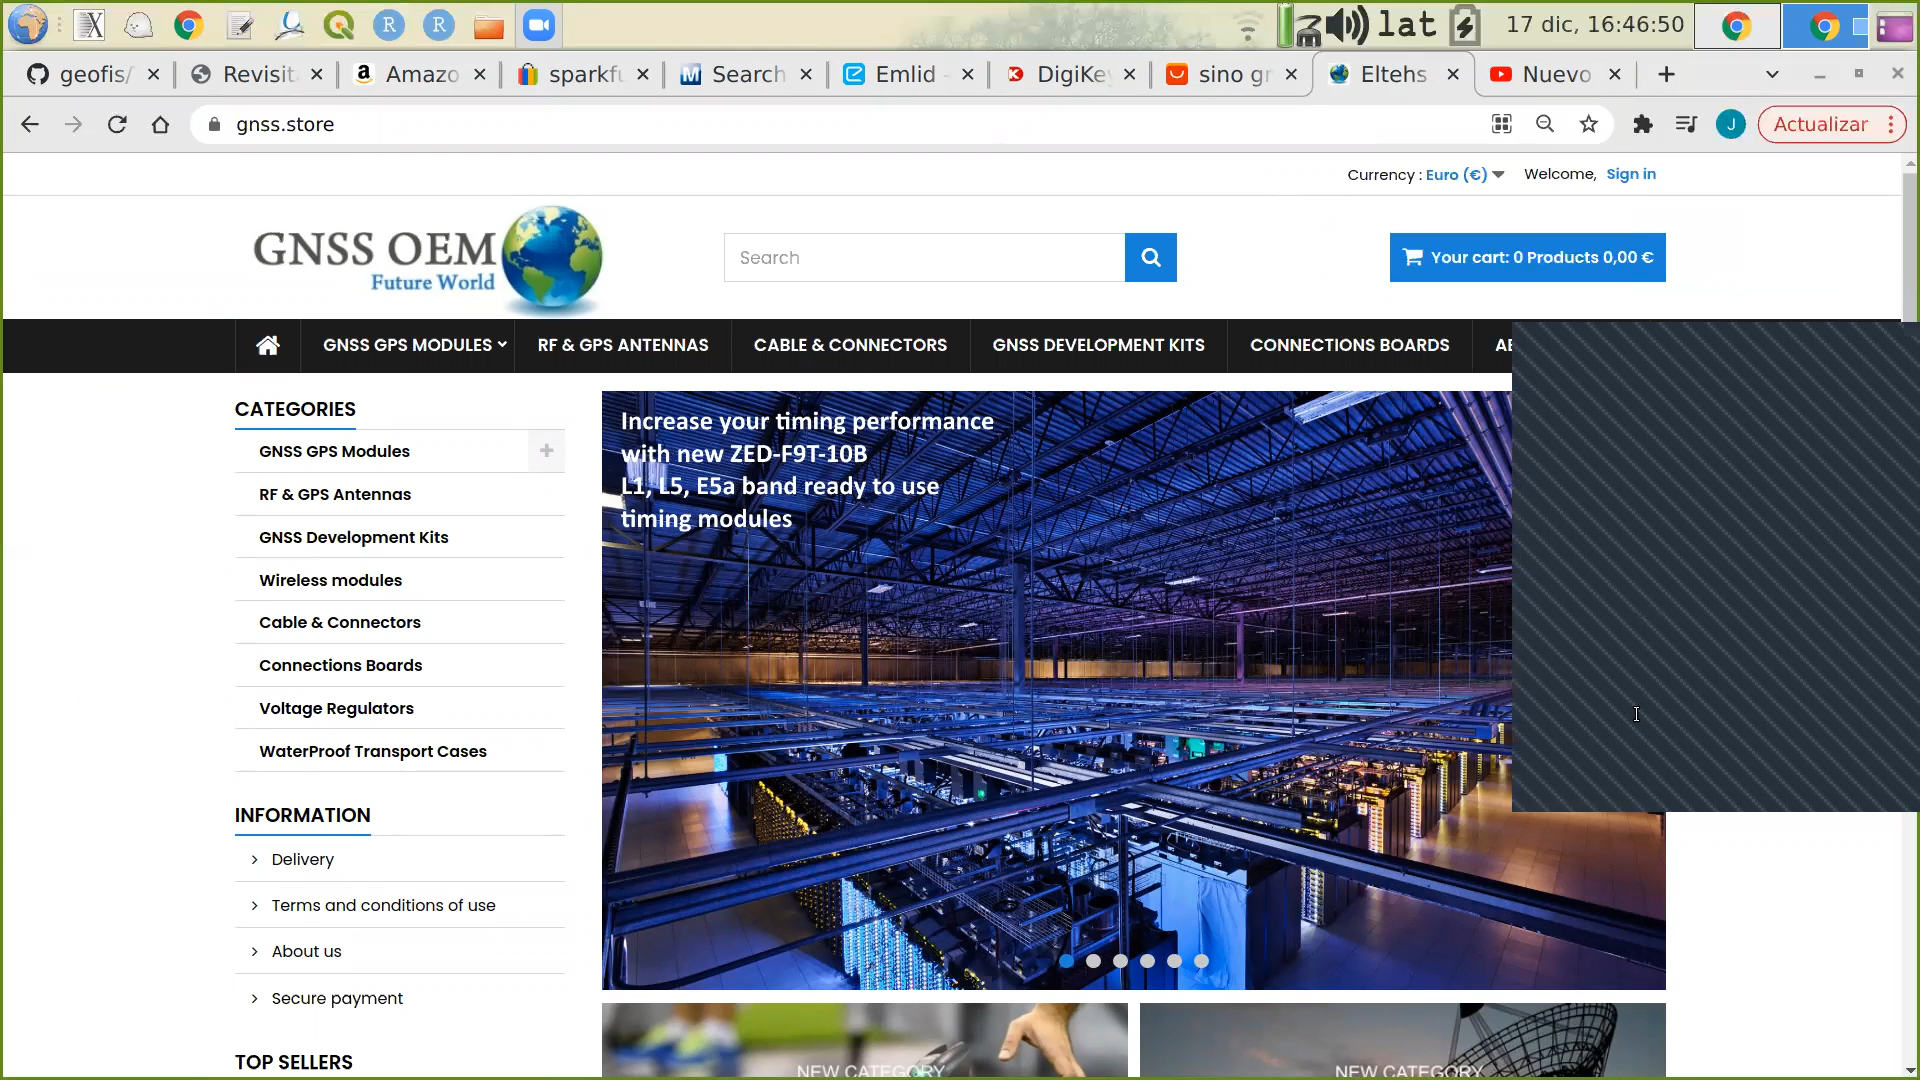 lat
17 dic, 16:46:50
geofis/
Revisit
Amazo
sparkfu
Search
Emlid -
DigiKe
sino gr
Eltehs
Nuevo
gnss.store
J
Actualizar
Currency : Euro (€)
Welcome, Sign in
GNSS OEM
Future World
Search
Your cart: 0 Products 0,00 €
GNSS GPS MODULES
RF & GPS ANTENNAS
CABLE & CONNECTORS
GNSS DEVELOPMENT KITS
CONNECTIONS BOARDS
CATEGORIES
GNSS GPS Modules
RF & GPS Antennas
GNSS Development Kits
Wireless modules
Cable & Connectors
Connections Boards
Voltage Regulators
WaterProof Transport Cases
INFORMATION
Delivery
Terms and conditions of use
About us
Secure payment
TOP SELLERS
Increase your timing performance
with new ZED-F9T-10B
L1, L5, E5a band ready to use
timing modules
NEW CATEGORY
NEW CATEGORY